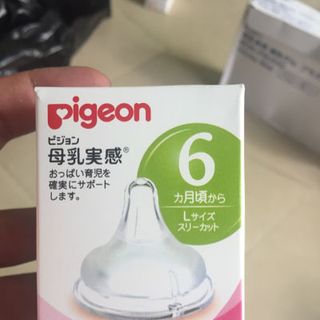 pigeon
ピジョン
母乳実感®
おっぱい育児を
確実にサポート
します。
6
カ月頃から
Lサイズ
スリーカット